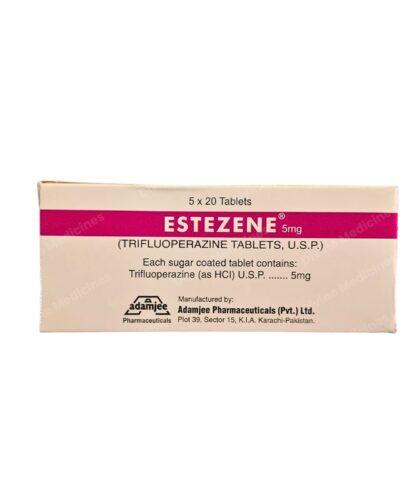 5 x 20 Tablets
ESTEZENE® 5mg
(TRIFLUOPERAZINE TABLETS, U.S.P.)
Each sugar coated tablet contains:
Trifluoperazine (as HCl) U.S.P. ....... 5mg
adamjee
Pharmaceuticals
Manufactured by:
Adamjee Pharmaceuticals (Pvt.) Ltd.
Plot 39, Sector 15, K.I.A. Karachi-Pakistan.